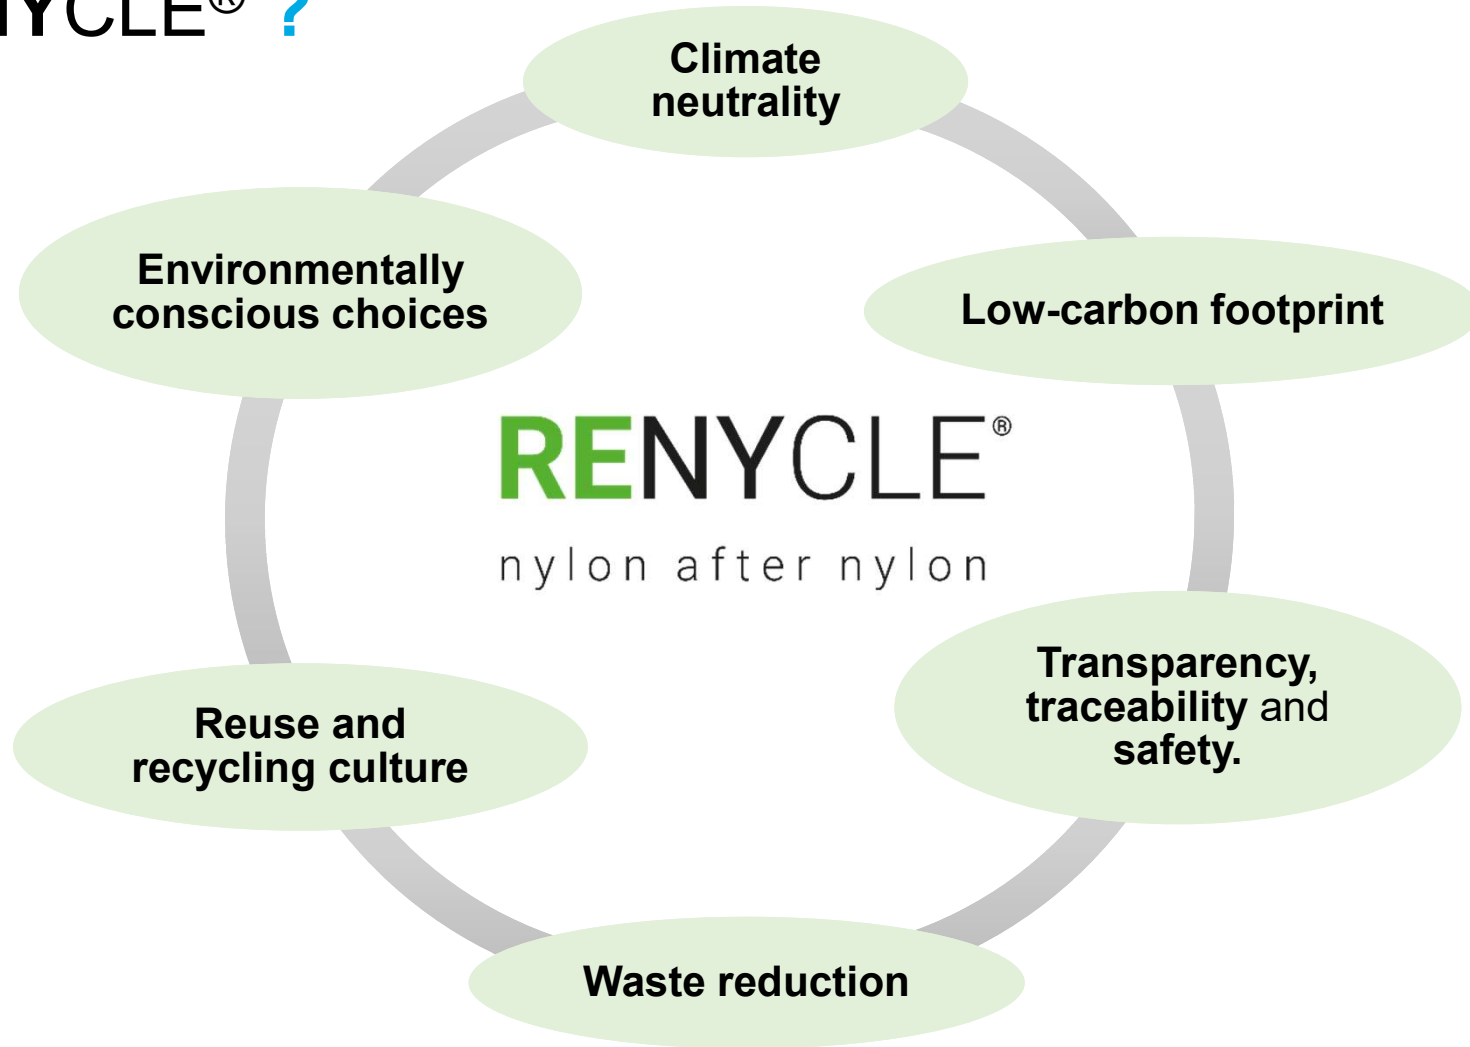 NYCLE® ?
Climate
neutrality
Environmentally
conscious choices
Low-carbon footprint
RENYCLE®
nylon after nylon
Transparency,
traceability and
safety.
Reuse and
recycling culture
Waste reduction